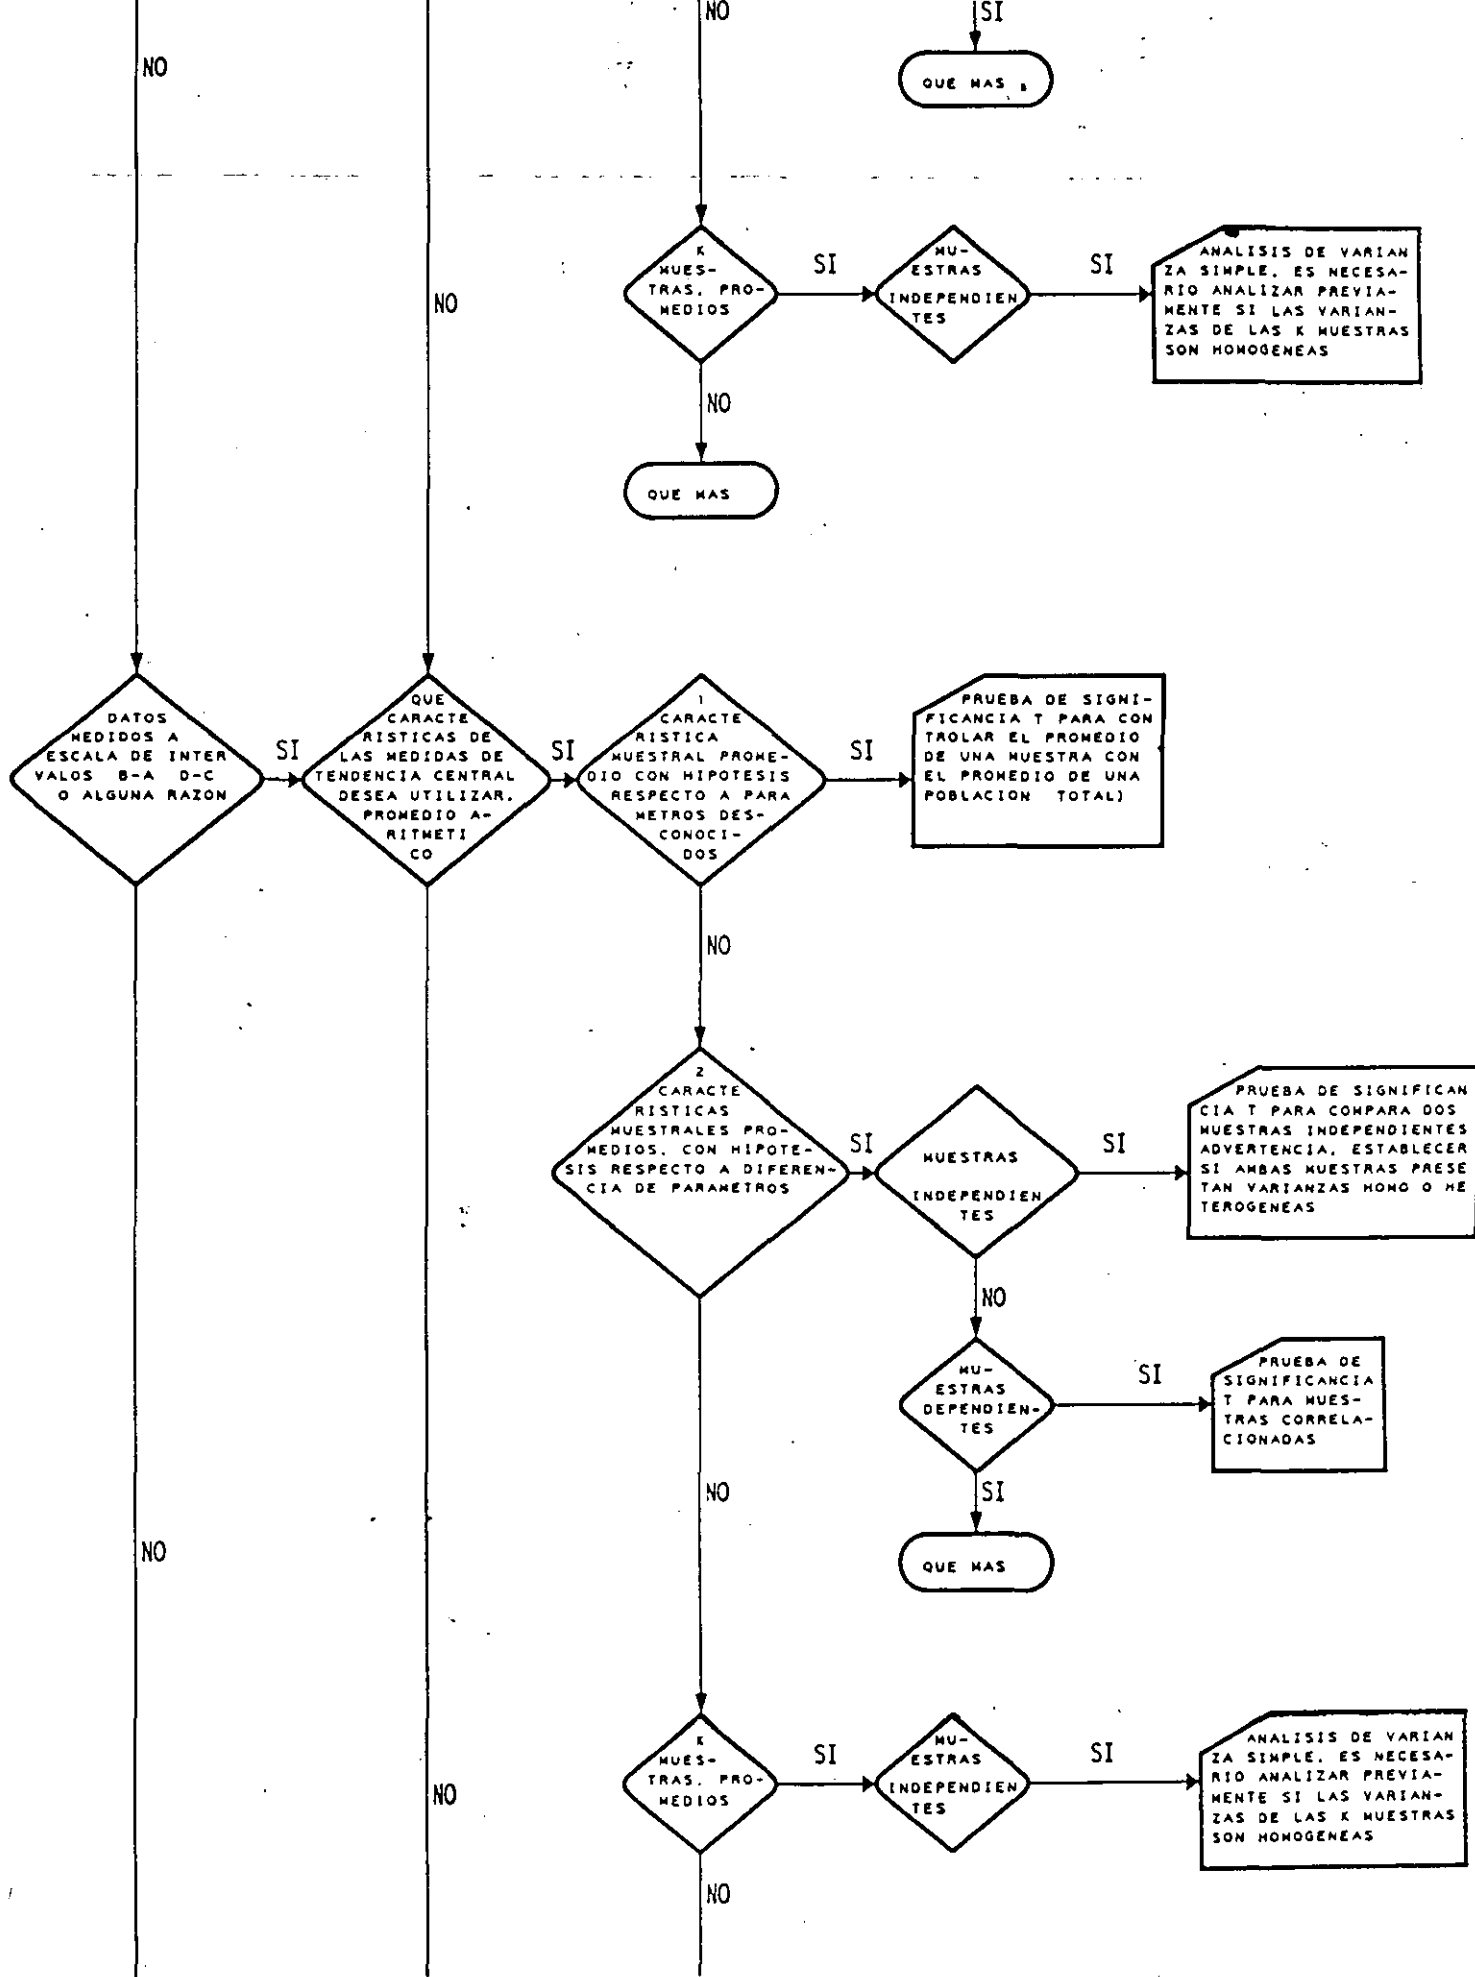 NO
SI
NO
QUE MAS
K
MUES-
TRAS. PRO-
MEDIOS
SI
MU-
ESTRAS
INDEPENDIEN
TES
SI
ANALISIS DE VARIAN
ZA SIMPLE. ES NECESA-
RIO ANALIZAR PREVIA-
MENTE SI LAS VARIAN-
ZAS DE LAS K MUESTRAS
SON HOMOGENEAS
NO
NO
QUE MAS
DATOS
MEDIDOS A
ESCALA DE INTER
VALOS B-A D-C
O ALGUNA RAZON
SI
QUE
CARACTE
RISTICAS DE
LAS MEDIDAS DE
TENDENCIA CENTRAL
DESEA UTILIZAR.
PROMEDIO A-
RITMETI
CO
SI
1
CARACTE
RISTICA
MUESTRAL PROME-
DIO CON HIPOTESIS
RESPECTO A PARA
METROS DES-
CONOCI-
DOS
SI
PRUEBA DE SIGNI-
FICANCIA T PARA CON
TROLAR EL PROMEDIO
DE UNA MUESTRA CON
EL PROMEDIO DE UNA
POBLACION TOTAL)
NO
2
CARACTE
RISTICAS
MUESTRALES PRO-
MEDIOS. CON HIPOTE-
SIS RESPECTO A DIFEREN-
CIA DE PARAMETROS
SI
MUESTRAS
INDEPENDIEN
TES
SI
PRUEBA DE SIGNIFICAN
CIA T PARA COMPARA DOS
MUESTRAS INDEPENDIENTES
ADVERTENCIA. ESTABLECER
SI AMBAS MUESTRAS PRESE
TAN VARIANZAS HOMO O HE
TEROGENEAS
NO
MU-
ESTRAS
DEPENDIEN-
TES
SI
PRUEBA DE
SIGNIFICANCIA
T PARA MUES-
TRAS CORRELA-
CIONADAS
NO
SI
NO
QUE MAS
K
MUES-
TRAS. PRO-
MEDIOS
SI
MU-
ESTRAS
INDEPENDIEN
TES
SI
ANALISIS DE VARIAN
ZA SIMPLE. ES NECESA-
RIO ANALIZAR PREVIA-
MENTE SI LAS VARIAN-
ZAS DE LAS K MUESTRAS
SON HOMOGENEAS
NO
NO